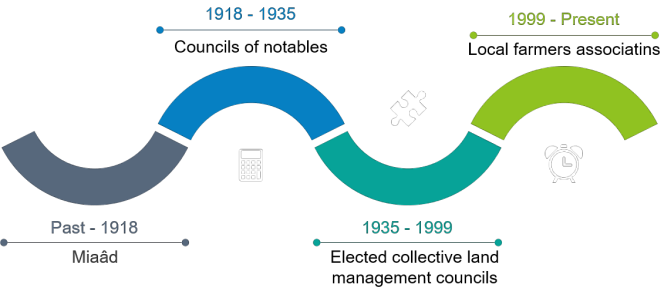 1918 - 1935
Councils of notables
1999 - Present
Local farmers associatins
Past - 1918
Miaâd
1935 - 1999
Elected collective land
management councils